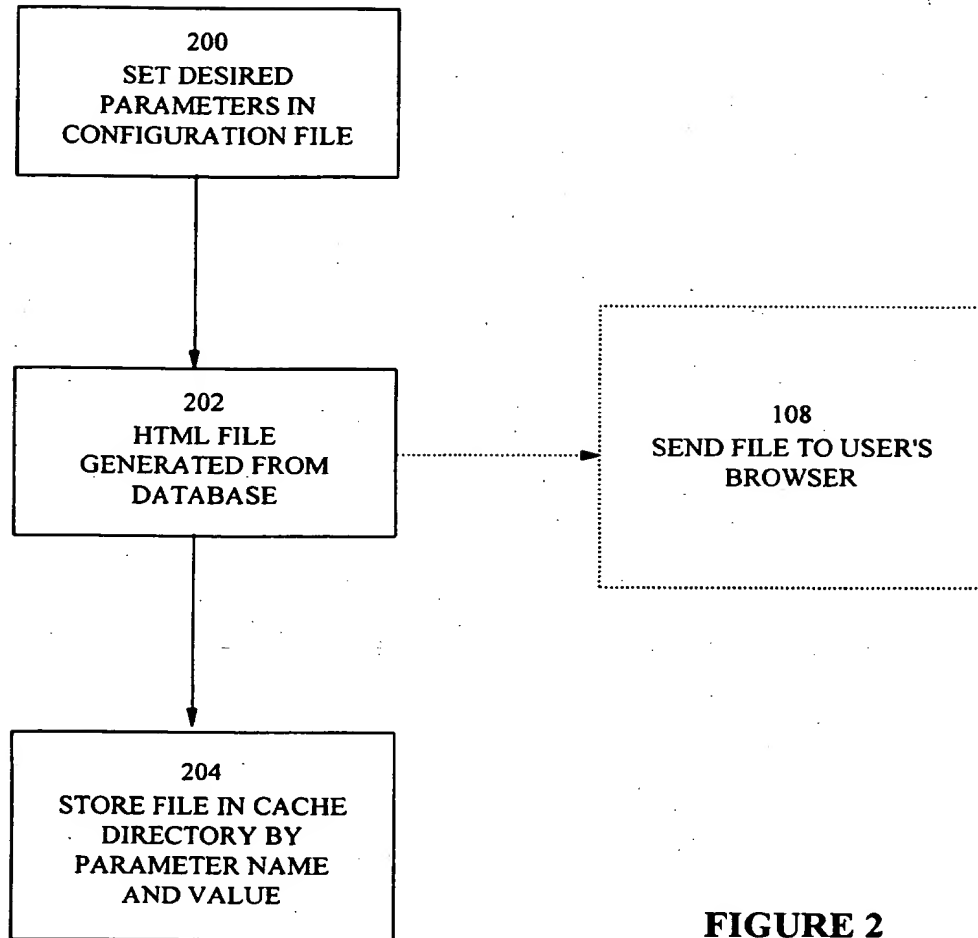 200
SET DESIRED
PARAMETERS IN
CONFIGURATION FILE
202
HTML FILE
GENERATED FROM
DATABASE
108
SEND FILE TO USER'S
BROWSER
204
STORE FILE IN CACHE
DIRECTORY BY
PARAMETER NAME
AND VALUE
FIGURE 2